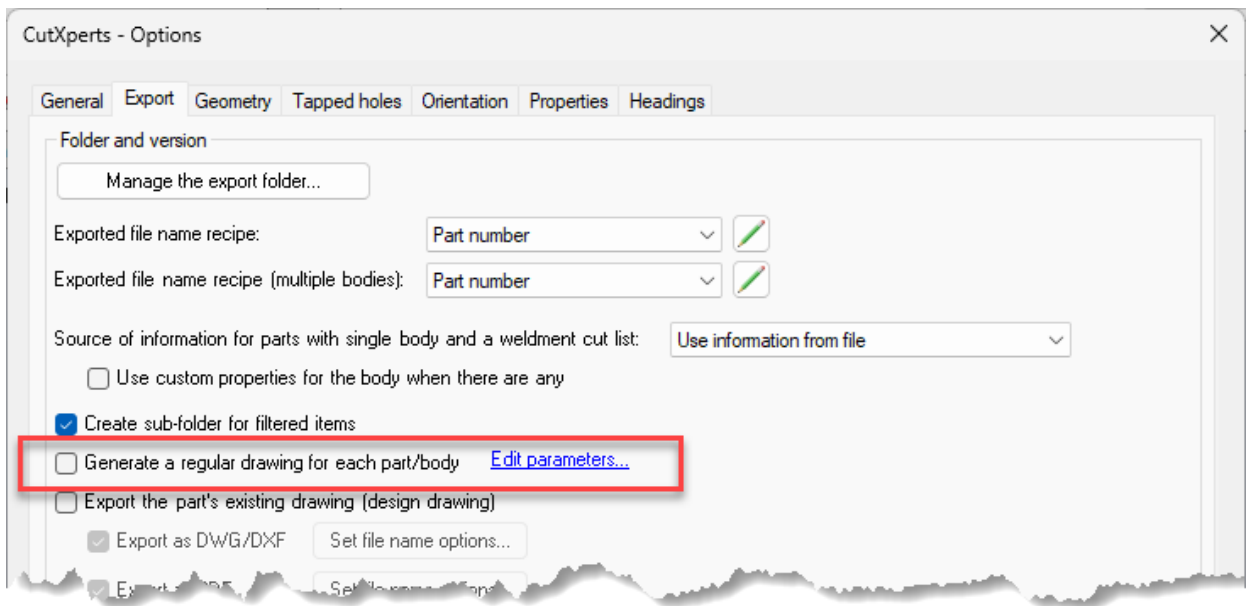 CutXperts - Options
General Export Geometry Tapped holes Orientation Properties Headings
Folder and version
Manage the export folder...
Exported file name recipe: Part number
Exported file name recipe (multiple bodies): Part number
Source of information for parts with single body and a weldment cut list: Use information from file
Use custom properties for the body when there are any
Create sub-folder for filtered items
Generate a regular drawing for each part/body Edit parameters...
Export the part's existing drawing (design drawing)
Export as DWG/DXF Set file name options...